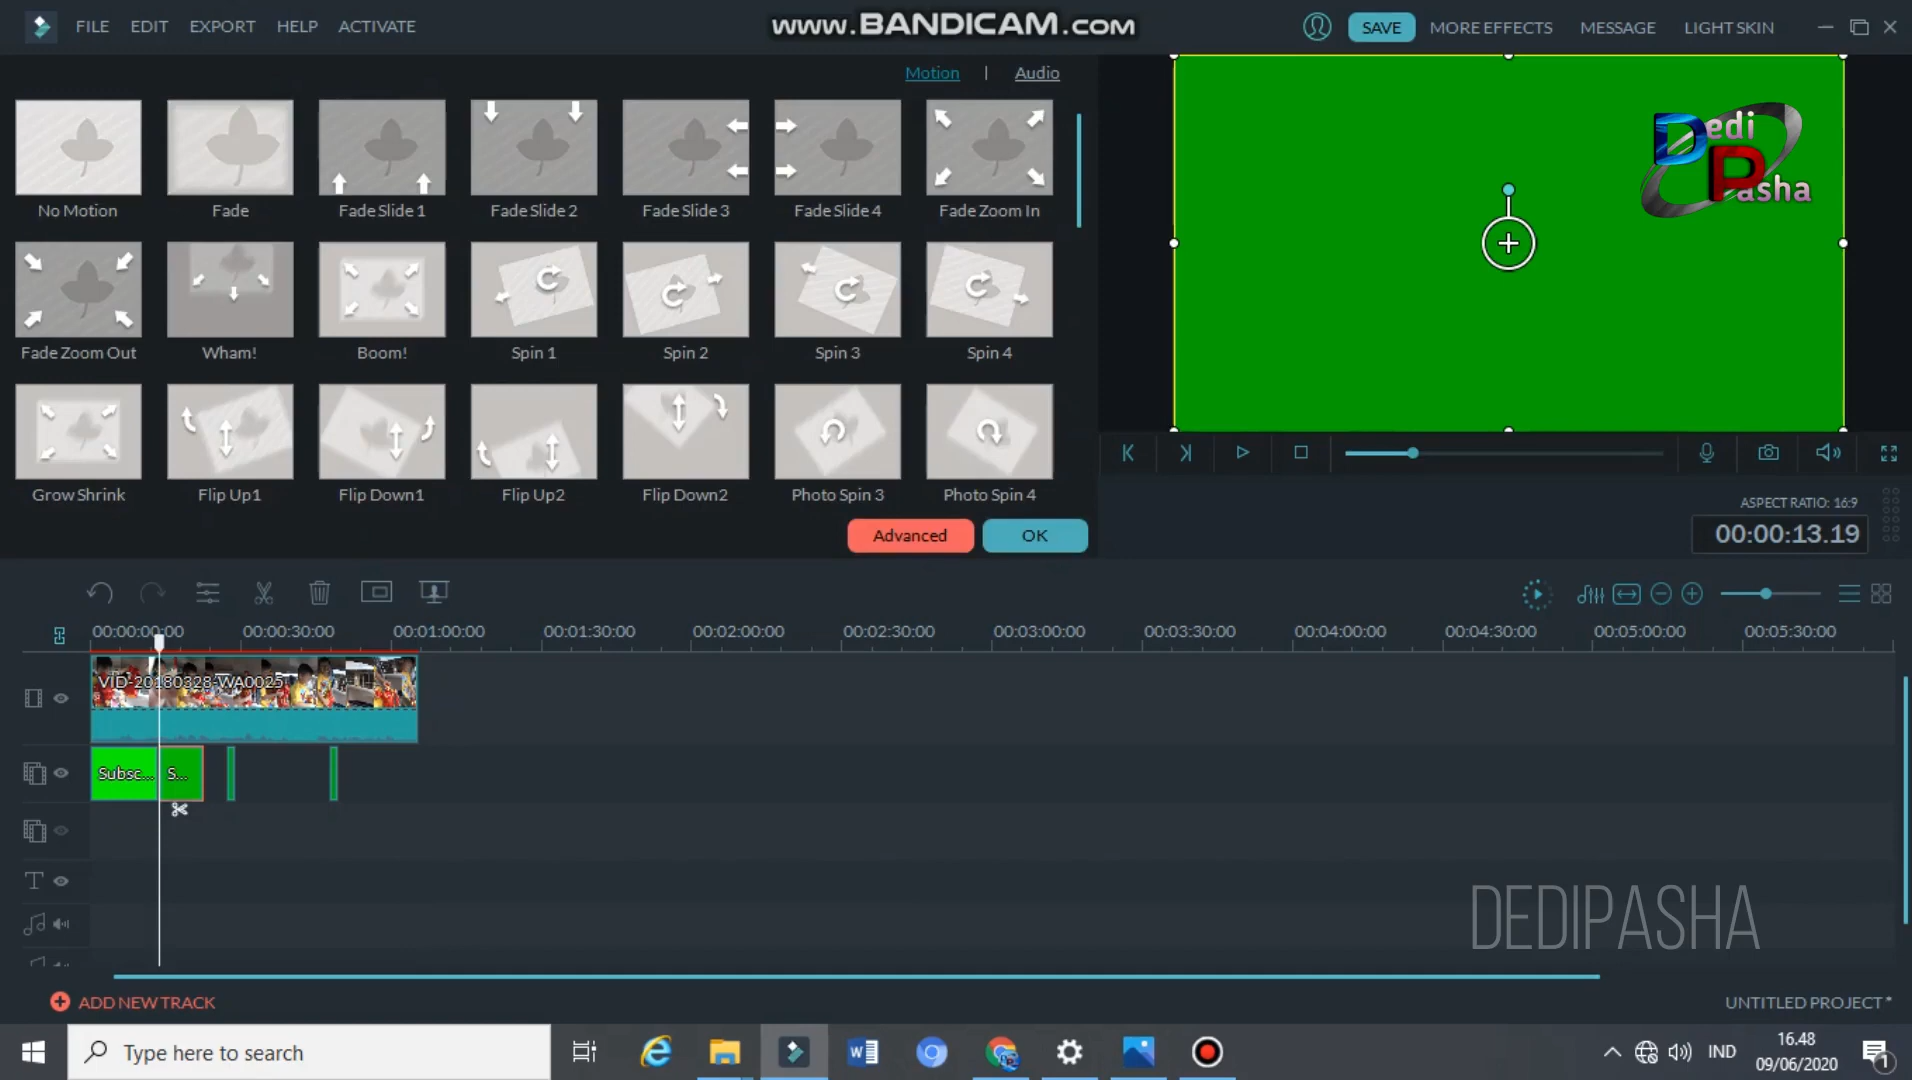 FILE EDIT EXPORT HELP ACTIVATE
www.BANDICAM.com
SAVE MORE EFFECTS MESSAGE LIGHT SKIN
Motion | Audio
No Motion Fade Fade Slide 1 Fade Slide 2 Fade Slide 3 Fade Slide 4 Fade Zoom In
Fade Zoom Out Wham! Boom! Spin 1 Spin 2 Spin 3 Spin 4
Grow Shrink Flip Up1 Flip Down1 Flip Up2 Flip Down2 Photo Spin 3 Photo Spin 4
Advanced OK
Dedi
Pasha
ASPECT RATIO: 16:9
00:00:13.19
00:00:00:00 00:00:30:00 00:01:00:00 00:01:30:00 00:02:00:00 00:02:30:00 00:03:00:00 00:03:30:00 00:04:00:00 00:04:30:00 00:05:00:00 00:05:30:00
VID-20180328-WA0025
Subsc... S...
T
DEDIPASHA
ADD NEW TRACK
UNTITLED PROJECT*
Type here to search
IND
16.48
09/06/2020
1